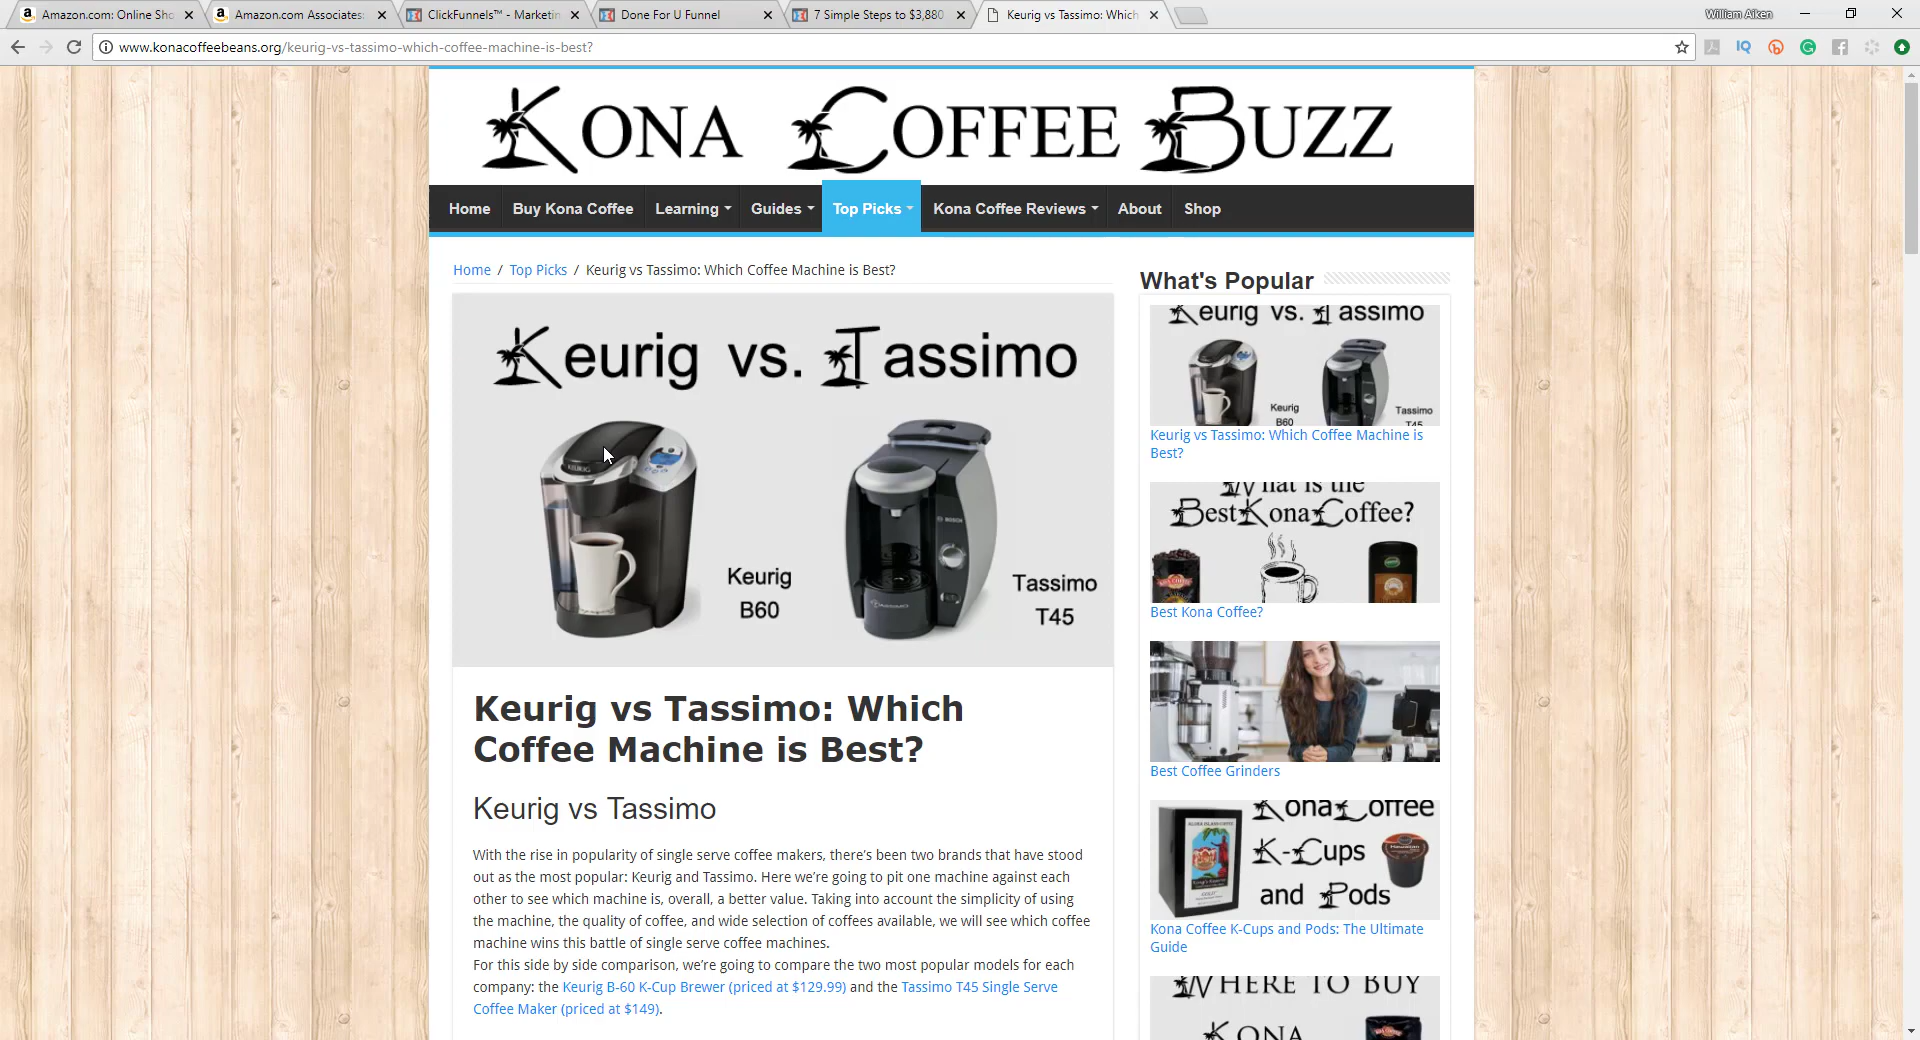 Amazon.com: Online Sho
Amazon.com Associates:
ClickFunnels™ - Marketin
Done For U Funnel
7 Simple Steps to $3,880
Keurig vs Tassimo: Which
William Aiken
www.konacoffeebeans.org/keurig-vs-tassimo-which-coffee-machine-is-best?
Kona Coffee Buzz
Home
Buy Kona Coffee
Learning
Guides
Top Picks
Kona Coffee Reviews
About
Shop
Home / Top Picks / Keurig vs Tassimo: Which Coffee Machine is Best?
Keurig vs. Tassimo
KEURIG
BOSCH
TASSIMO
Keurig
B60
Tassimo
T45
Keurig vs Tassimo: Which
Coffee Machine is Best?
Keurig vs Tassimo
With the rise in popularity of single serve coffee makers, there's been two brands that have stood
out as the most popular: Keurig and Tassimo. Here we're going to pit one machine against each
other to see which machine is, overall, a better value. Taking into account the simplicity of using
the machine, the quality of coffee, and wide selection of coffees available, we will see which coffee
machine wins this battle of single serve coffee machines.
For this side by side comparison, we're going to compare the two most popular models for each
company: the Keurig B-60 K-Cup Brewer (priced at $129.99) and the Tassimo T45 Single Serve
Coffee Maker (priced at $149).
What's Popular
Keurig vs. Tassimo
Keurig
B60
Tassimo
T45
Keurig vs Tassimo: Which Coffee Machine is
Best?
What is the
Best Kona Coffee?
Best Kona Coffee?
Best Coffee Grinders
Kona Coffee
K-Cups
and Pods
Kona Coffee K-Cups and Pods: The Ultimate
Guide
Where to Buy
Kona